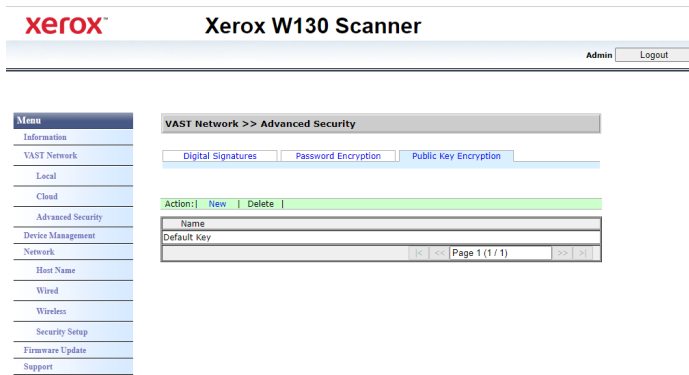 xerox™
Xerox W130 Scanner
Admin Logout
Menu
Information
VAST Network
Local
Cloud
Advanced Security
Device Management
Network
Host Name
Wired
Wireless
Security Setup
Firmware Update
Support
VAST Network >> Advanced Security
Digital Signatures Password Encryption Public Key Encryption
Action: | New | Delete |
Name
Default Key
|< << Page 1 (1 / 1) >> >|